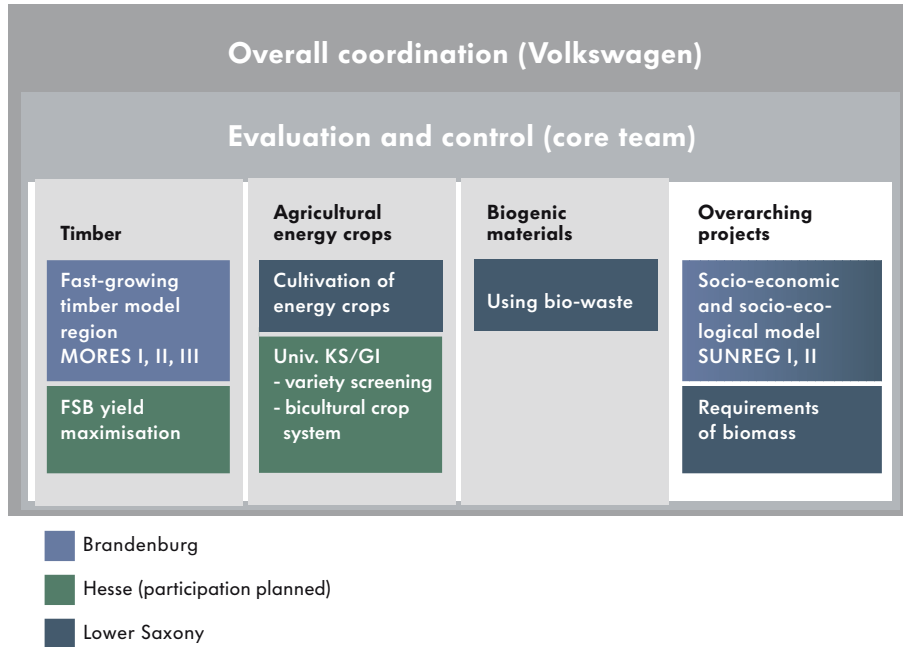 Overall coordination (Volkswagen)
Evaluation and control (core team)
Timber
Fast-growing
timber model
region
MORES I, II, III
FSB yield
maximisation
Agricultural
energy crops
Cultivation of
energy crops
Univ. KS/GI
- variety screening
- bicultural crop
system
Biogenic
materials
Using bio-waste
Overarching
projects
Socio-economic
and socio-eco-
logical model
SUNREG I, II
Requirements
of biomass
Brandenburg
Hesse (participation planned)
Lower Saxony